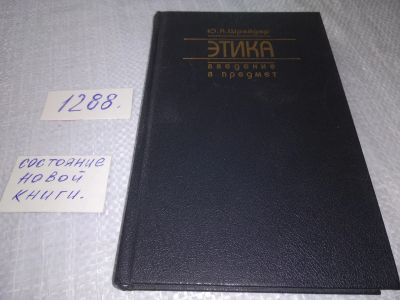 Ю.А.Шрейдер
ЭТИКА
введение
в предмет
1288.
состояние
новой
книги.